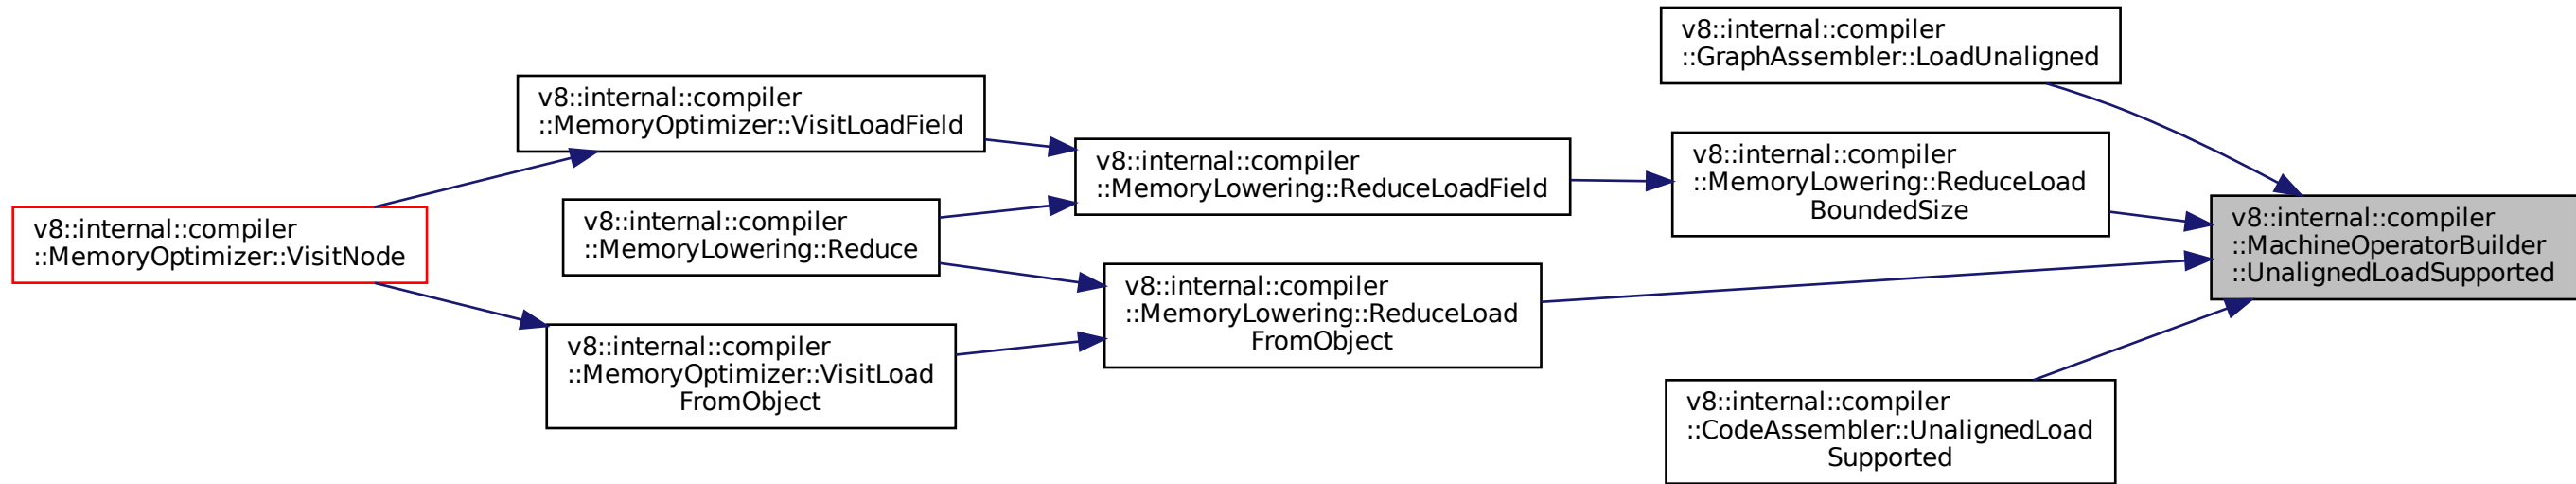 v8::internal::compiler
::GraphAssembler::LoadUnaligned
v8::internal::compiler
::MemoryOptimizer::VisitLoadField
v8::internal::compiler
::MemoryLowering::ReduceLoad
BoundedSize
v8::internal::compiler
::MemoryLowering::ReduceLoadField
v8::internal::compiler
::MemoryOptimizer::VisitNode
v8::internal::compiler
::MemoryLowering::Reduce
v8::internal::compiler
::MachineOperatorBuilder
::UnalignedLoadSupported
v8::internal::compiler
::MemoryLowering::ReduceLoad
FromObject
v8::internal::compiler
::MemoryOptimizer::VisitLoad
FromObject
v8::internal::compiler
::CodeAssembler::UnalignedLoad
Supported